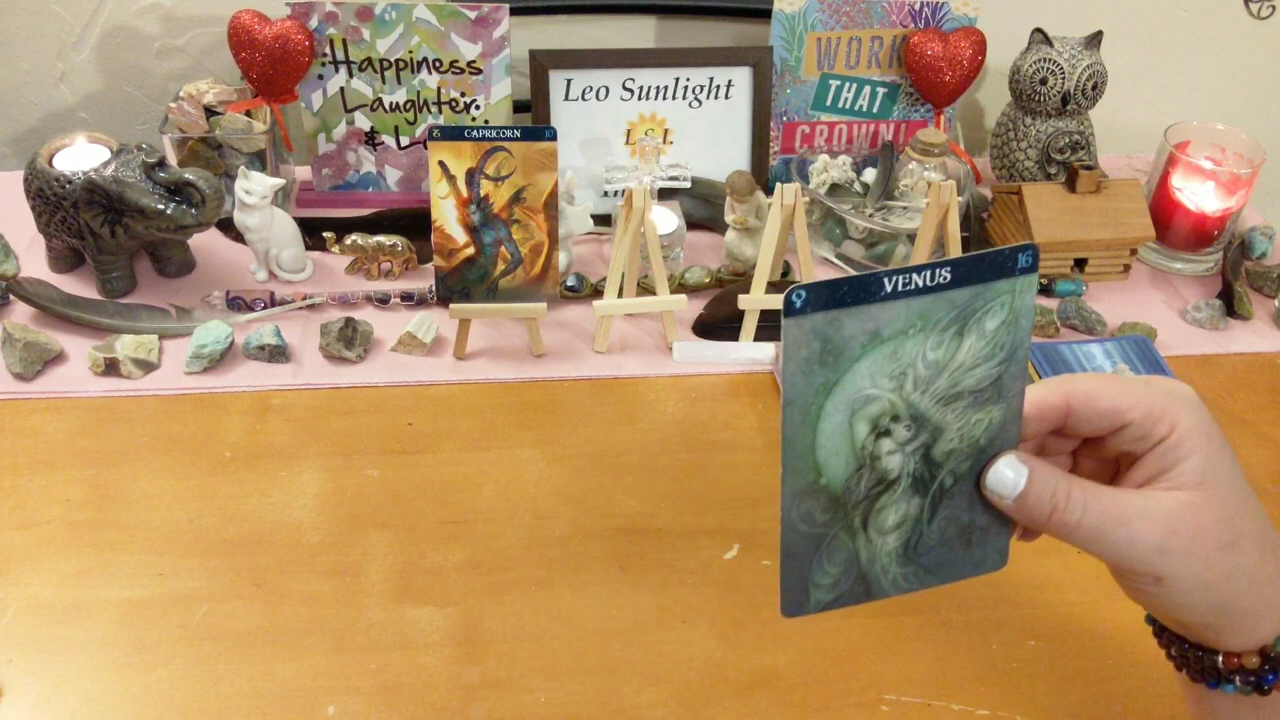 Happiness
Laughter
&
Leo Sunlight
L.S.I.
WORK
THAT
CROWN!
♑ CAPRICORN 10
♀ VENUS 16